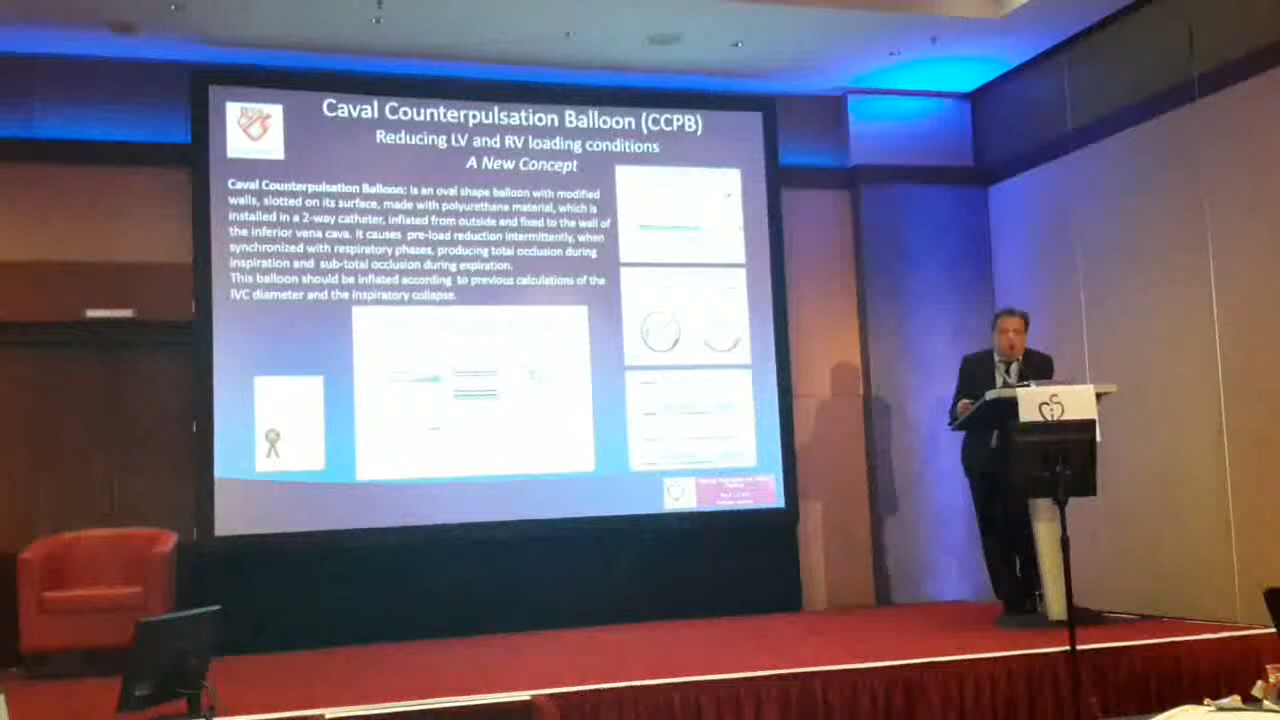 Caval Counterpulsation Balloon (CCPB)
Reducing LV and RV loading conditions
A New Concept
Caval Counterpulsation Balloon: is an oval shape balloon with modified
walls, slotted on its surface, made with polyurethane material, which is
installed in a 2-way catheter, inflated from outside and fixed to the wall of
the inferior vena cava. It causes pre-load reduction intermittently, when
synchronized with respiratory phases, producing total occlusion during
inspiration and sub-total occlusion during expiration.
This balloon should be inflated according to previous calculations of the
IVC diameter and the inspiratory collapse.